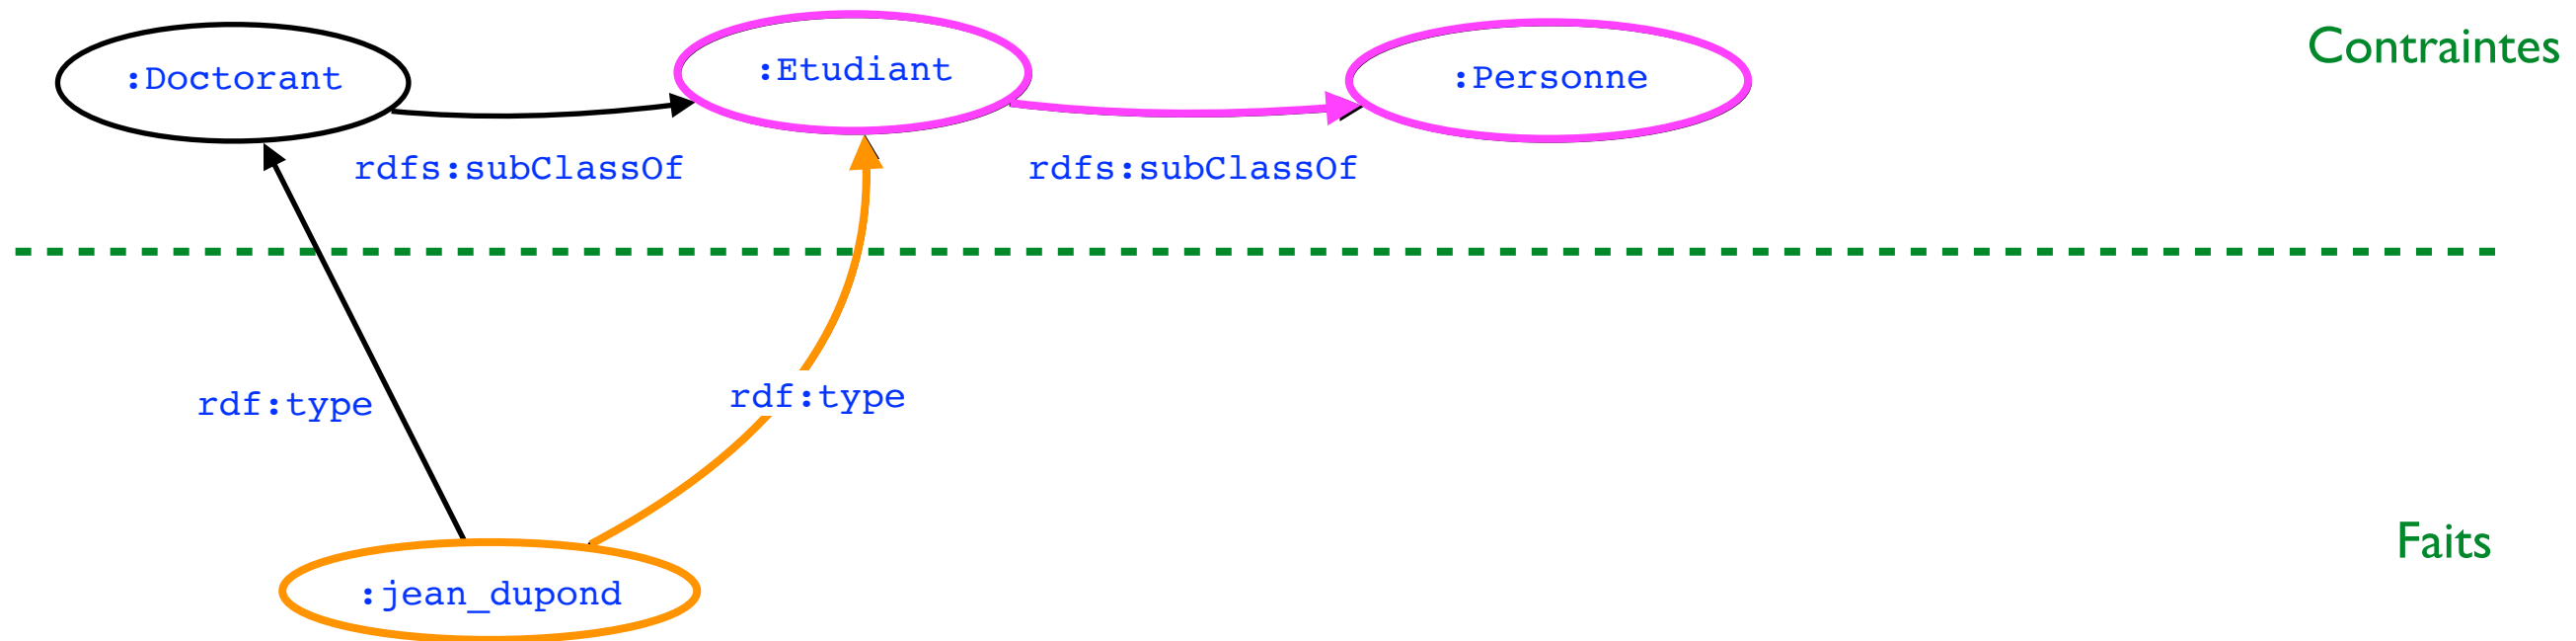 :Doctorant
:Etudiant
:Personne
Contraintes
rdfs:subClassOf
rdfs:subClassOf
rdf:type
rdf:type
Faits
:jean_dupond